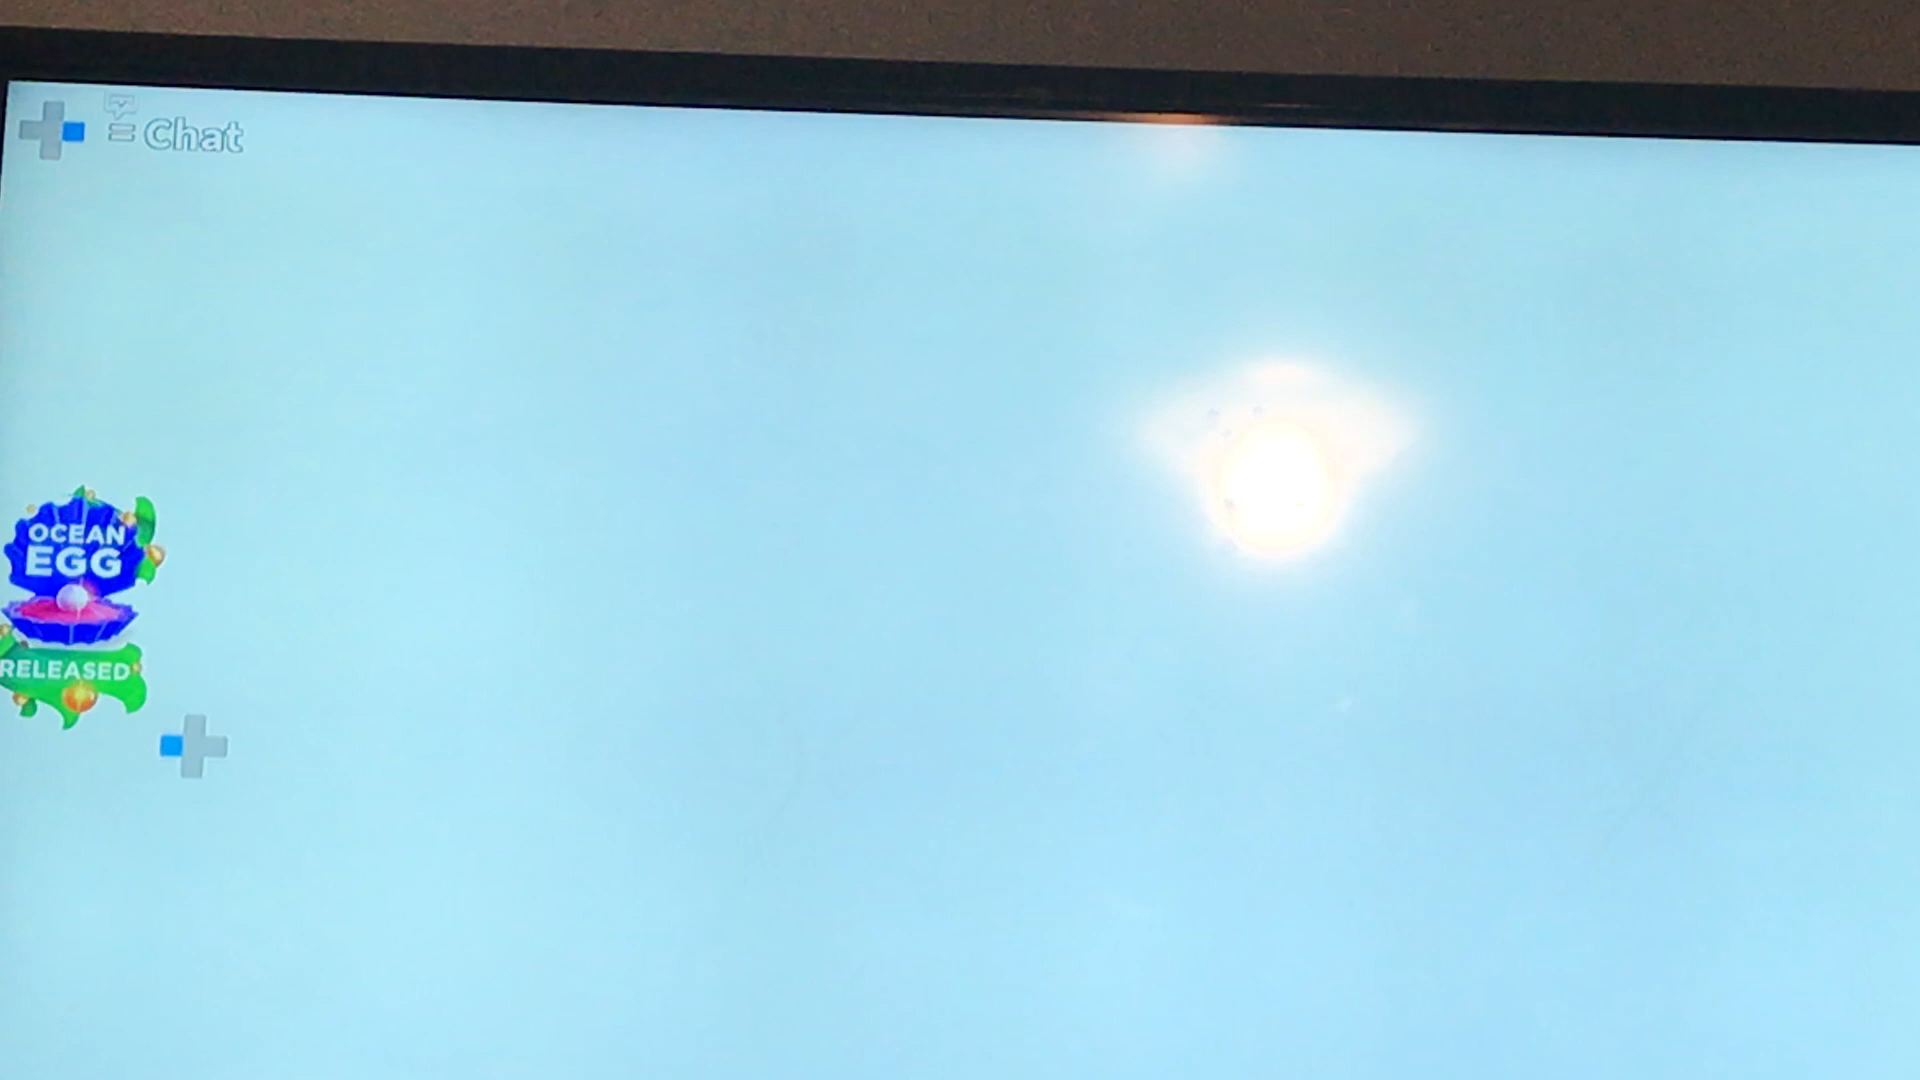 = Chat
OCEAN
EGG
RELEASED